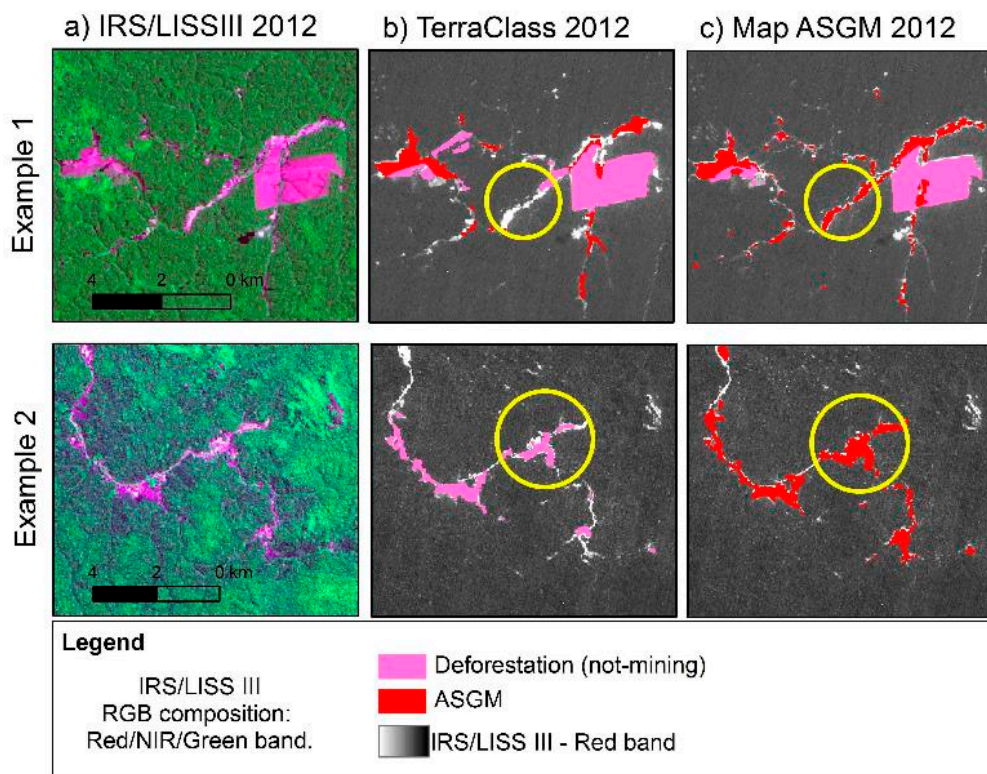 a) IRS/LISSIII 2012
b) TerraClass 2012
c) Map ASGM 2012
Example 1
4 2 0 km
Example 2
4 2 0 km
Legend
IRS/LISS III
RGB composition:
Red/NIR/Green band.
Deforestation (not-mining)
ASGM
IRS/LISS III - Red band